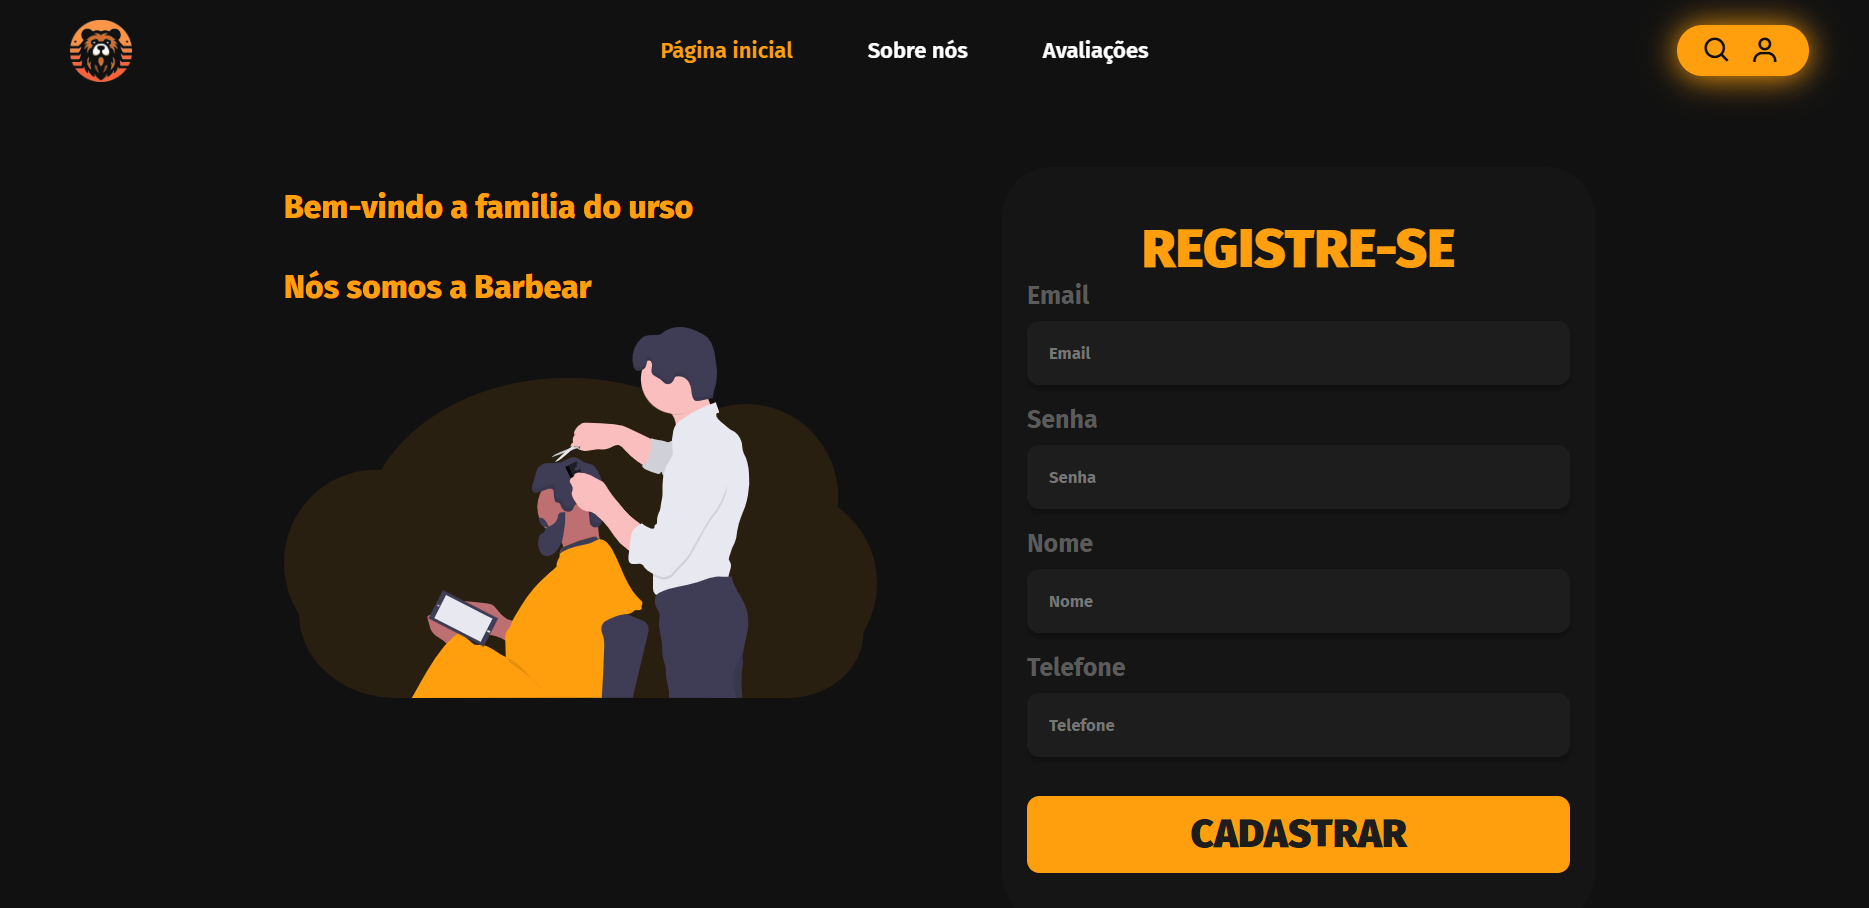 Página inicial
Sobre nós
Avaliações
Bem-vindo a familia do urso
Nós somos a Barbear
REGISTRE-SE
Email
Email
Senha
Senha
Nome
Nome
Telefone
Telefone
CADASTRAR